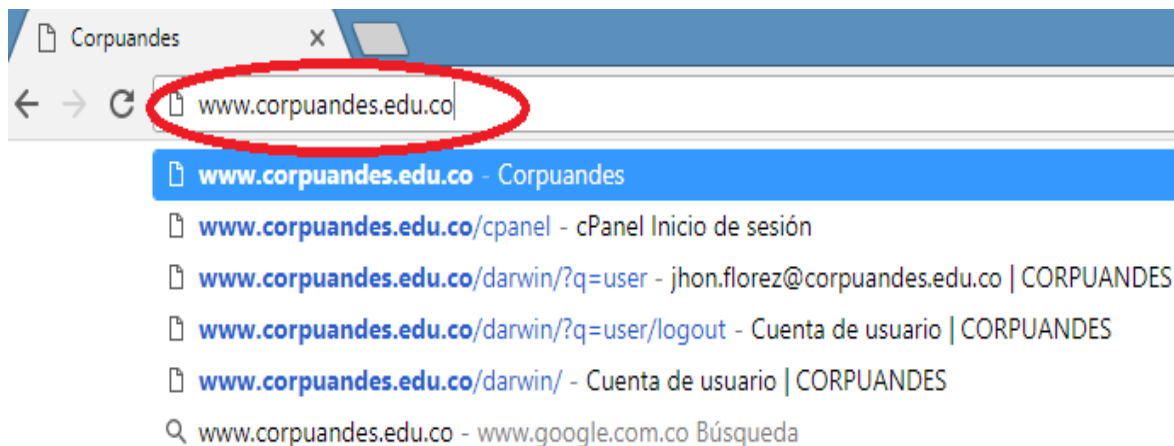 Corpuandes
www.corpuandes.edu.co
www.corpuandes.edu.co - Corpuandes
www.corpuandes.edu.co/cpanel - cPanel Inicio de sesión
www.corpuandes.edu.co/darwin/?q=user - jhon.florez@corpuandes.edu.co | CORPUANDES
www.corpuandes.edu.co/darwin/?q=user/logout - Cuenta de usuario | CORPUANDES
www.corpuandes.edu.co/darwin/ - Cuenta de usuario | CORPUANDES
www.corpuandes.edu.co - www.google.com.co Búsqueda